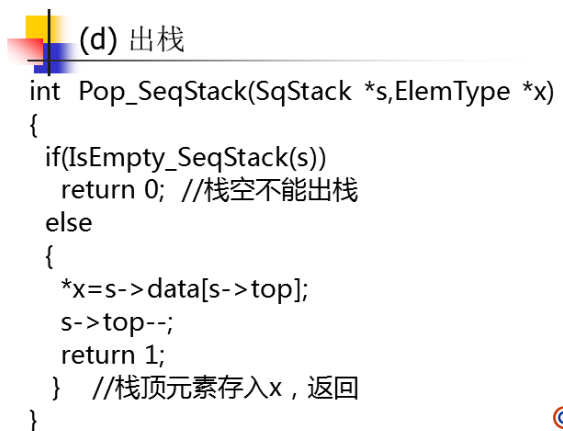 (d) 出栈
int Pop_SeqStack(SqStack *s,ElemType *x)
{
if(IsEmpty_SeqStack(s))
return 0; //栈空不能出栈
else
{
*x=s->data[s->top];
s->top--;
return 1;
} //栈顶元素存入x，返回
}